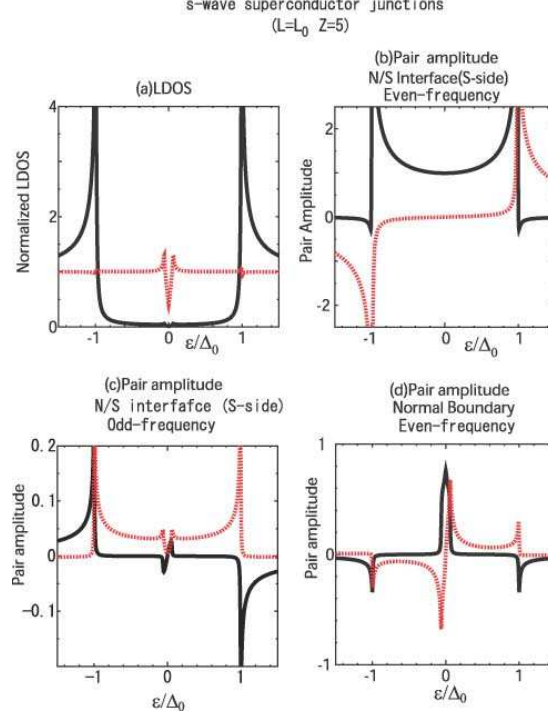 s-wave superconductor junctions
(L=L₀ Z=5)
(a)LDOS
Normalized LDOS
4
2
0
-1
0
1
ε/Δ₀
(b)Pair amplitude
N/S Interface(S-side)
Even-frequency
Pair Amplitude
2
0
-2
-1
0
1
ε/Δ₀
(c)Pair amplitude
N/S interfafce (S-side)
Odd-frequency
Pair amplitude
0.2
0.1
0
-0.1
-1
0
1
ε/Δ₀
(d)Pair amplitude
Normal Boundary
Even-frequency
Pair amplitude
1
0
-1
-1
0
1
ε/Δ₀